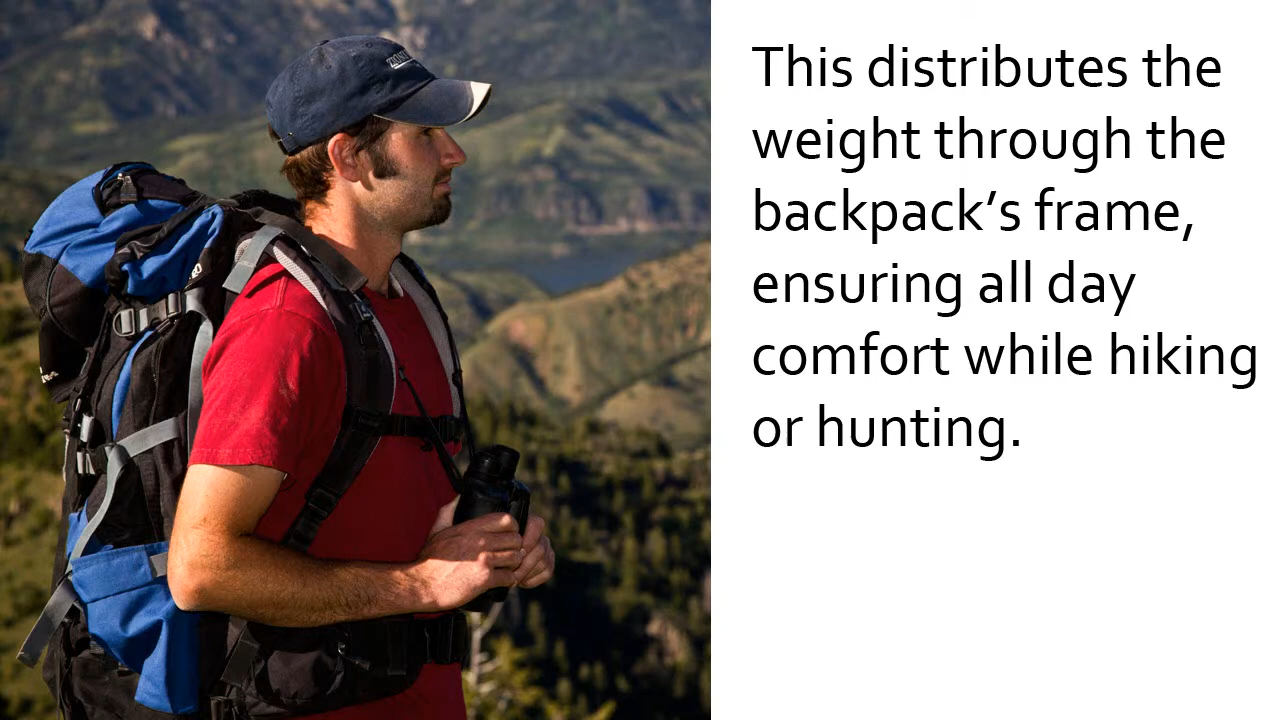 This distributes the
weight through the
backpack’s frame,
ensuring all day
comfort while hiking
or hunting.